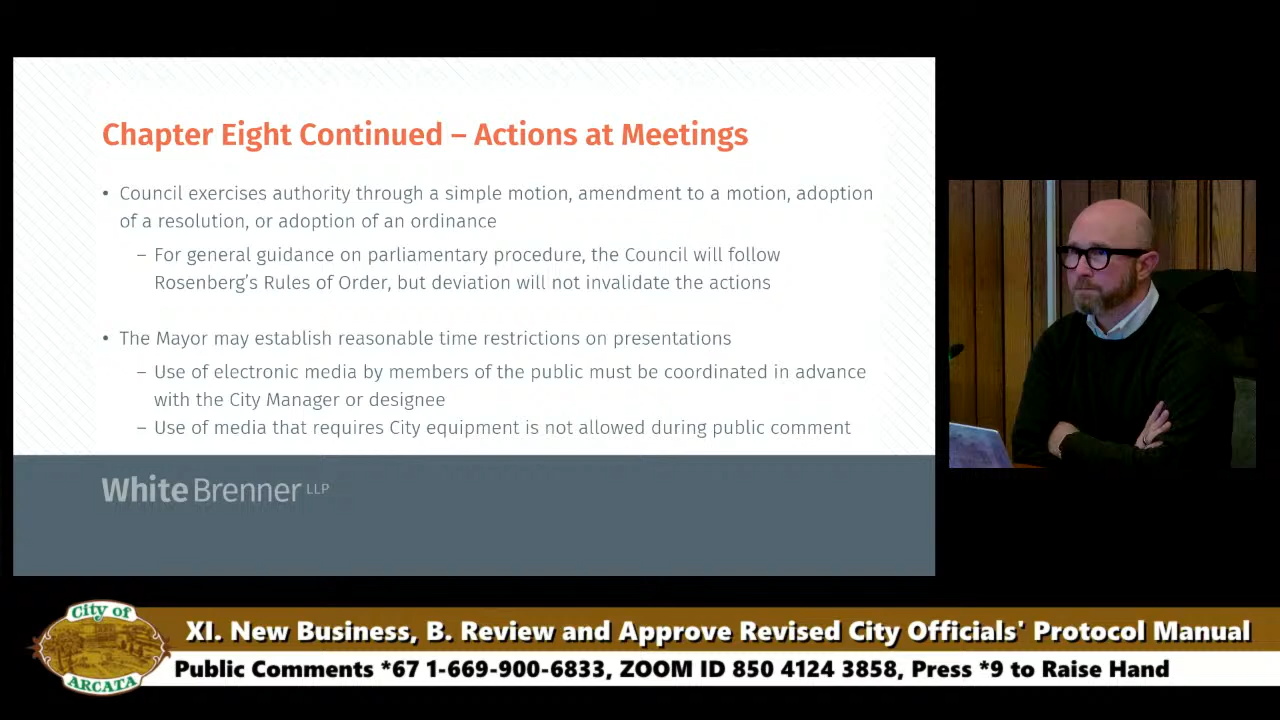 Chapter Eight Continued – Actions at Meetings
• Council exercises authority through a simple motion, amendment to a motion, adoption
of a resolution, or adoption of an ordinance
– For general guidance on parliamentary procedure, the Council will follow
Rosenberg's Rules of Order, but deviation will not invalidate the actions
• The Mayor may establish reasonable time restrictions on presentations
– Use of electronic media by members of the public must be coordinated in advance
with the City Manager or designee
– Use of media that requires City equipment is not allowed during public comment
WhiteBrenner LLP
City of
ARCATA
XI. New Business, B. Review and Approve Revised City Officials' Protocol Manual
Public Comments *67 1-669-900-6833, ZOOM ID 850 4124 3858, Press *9 to Raise Hand